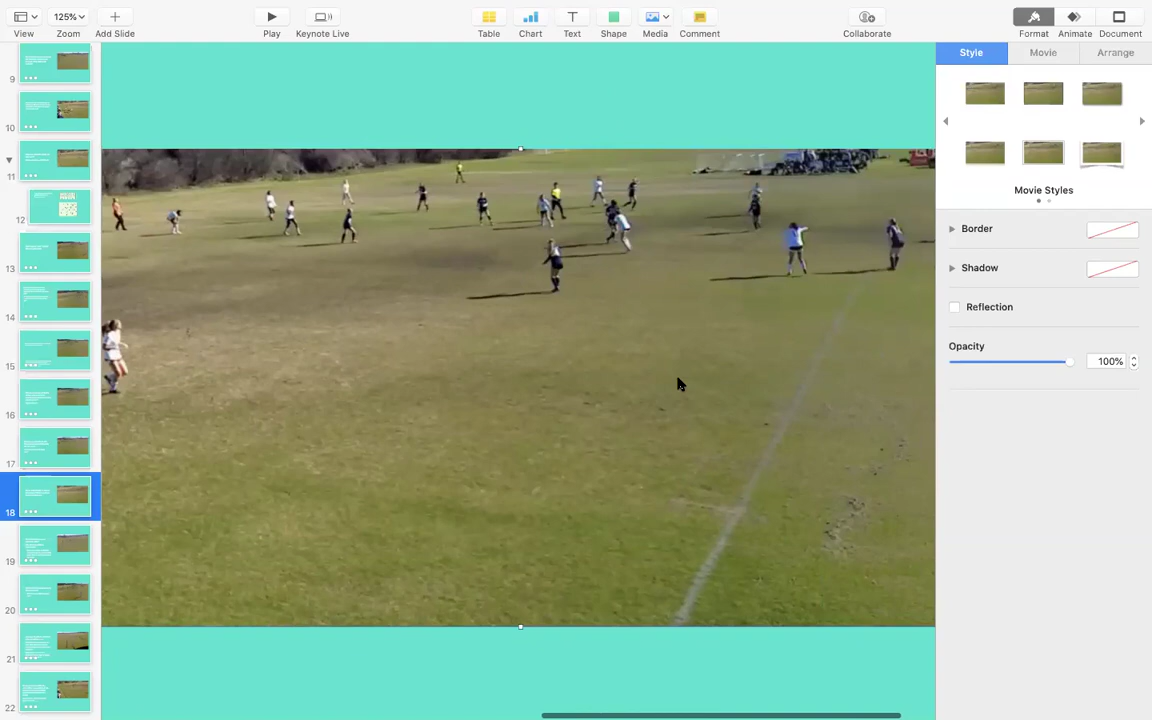 View
125%
Zoom
Add Slide
Play
Keynote Live
Table
Chart
Text
Shape
Media
Comment
Collaborate
Format
Animate
Document
Style
Movie
Arrange
Movie Styles
Border
Shadow
Reflection
Opacity
100%
9
10
11
12
13
14
15
16
17
18
19
20
21
22